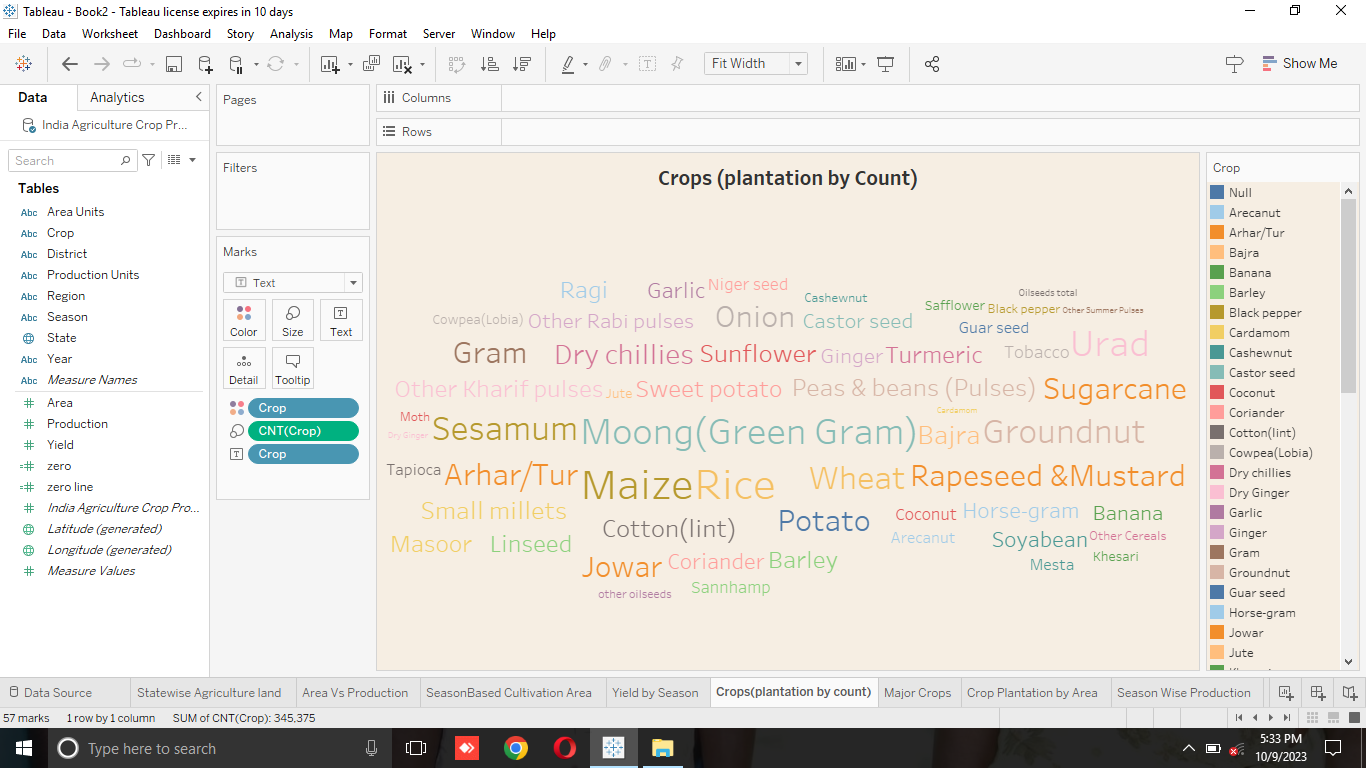 Tableau - Book2 - Tableau license expires in 10 days
File Data Worksheet Dashboard Story Analysis Map Format Server Window Help
Fit Width
Show Me
Data Analytics
India Agriculture Crop Pr...
Search
Tables
Abc Area Units
Abc Crop
Abc District
Abc Production Units
Abc Region
Abc Season
State
Abc Year
Abc Measure Names
Area
Production
Yield
zero
zero line
India Agriculture Crop Pro...
Latitude (generated)
Longitude (generated)
Measure Values
Pages
Filters
Marks
Text
Color Size Text
Detail Tooltip
Crop
CNT(Crop)
Crop
Columns
Rows
Crops (plantation by Count)
Ragi Garlic Niger seed Cashewnut Oilseeds total
Cowpea(Lobia) Other Rabi pulses Onion Castor seed Safflower Black pepper Other Summer Pulses
Guar seed
Gram Dry chillies Sunflower Ginger Turmeric Tobacco Urad
Other Kharif pulses Jute Sweet potato Peas & beans (Pulses) Sugarcane
Moth Cardamom
Dry Ginger Sesamum Moong(Green Gram) Bajra Groundnut
Tapioca Arhar/Tur Maize Rice Wheat Rapeseed &Mustard
Small millets Cotton(lint) Potato Coconut Horse-gram Banana
Masoor Linseed Arecanut Soyabean Other Cereals
Jowar Coriander Barley Mesta Khesari
other oilseeds Sannhamp
Crop
Null
Arecanut
Arhar/Tur
Bajra
Banana
Barley
Black pepper
Cardamom
Cashewnut
Castor seed
Coconut
Coriander
Cotton(lint)
Cowpea(Lobia)
Dry chillies
Dry Ginger
Garlic
Ginger
Gram
Groundnut
Guar seed
Horse-gram
Jowar
Jute
Data Source Statewise Agriculture land Area Vs Production SeasonBased Cultivation Area Yield by Season Crops(plantation by count) Major Crops Crop Plantation by Area Season Wise Production
57 marks 1 row by 1 column SUM of CNT(Crop): 345,375
Type here to search
5:33 PM
10/9/2023